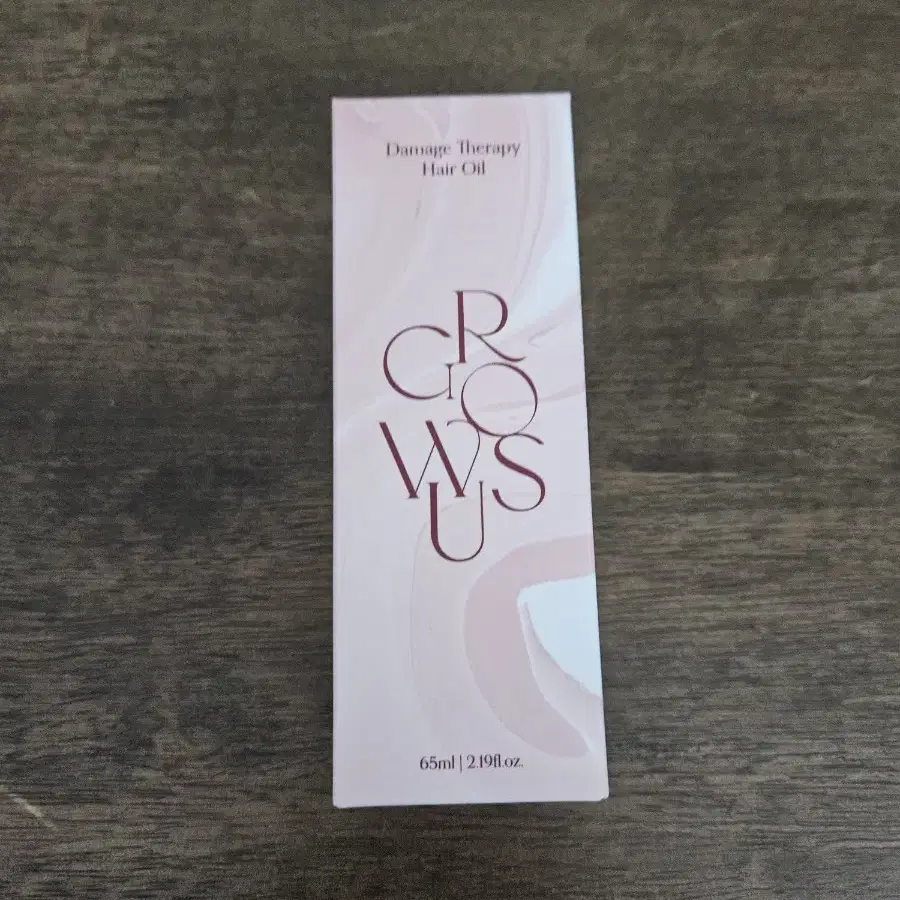 Damage Therapy
Hair Oil
GROWUS
65ml | 2.19fl.oz.